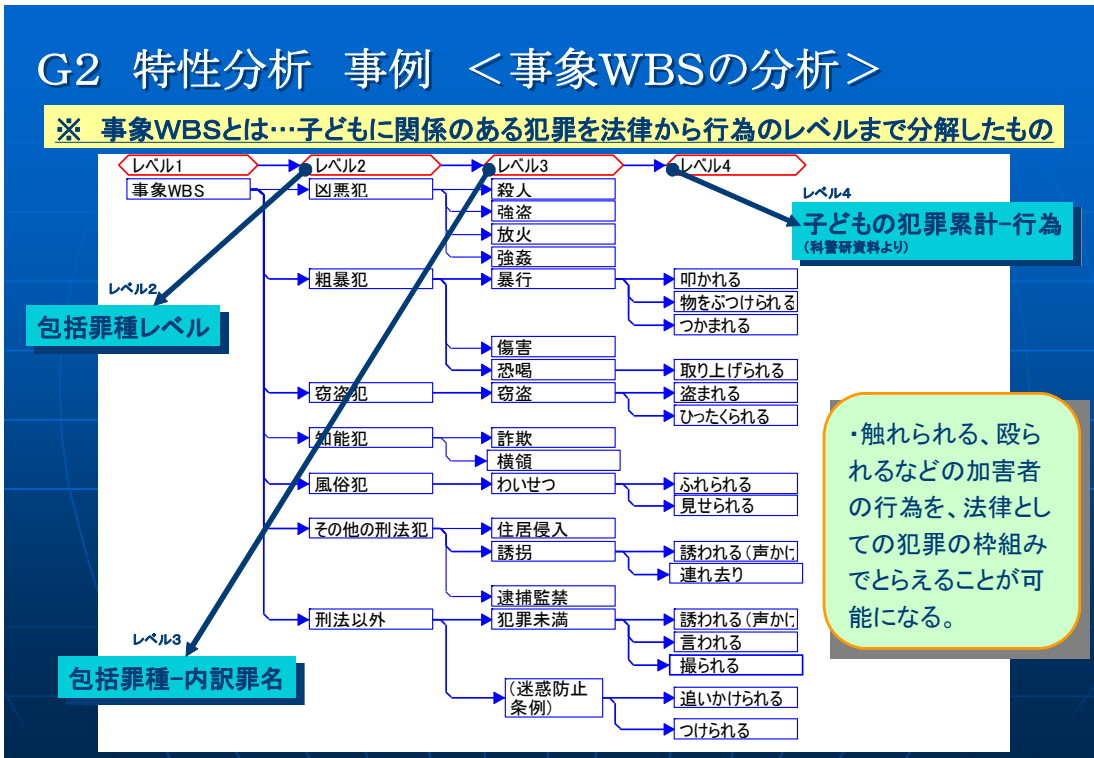 G2 特性分析 事例 ＜事象WBSの分析＞
※ 事象WBSとは…子どもに関係のある犯罪を法律から行為のレベルまで分解したもの
レベル1
レベル2
レベル3
レベル4
事象WBS
凶悪犯
殺人
強盗
放火
強姦
粗暴犯
暴行
叩かれる
物をぶつけられる
つかまれる
傷害
恐喝
取り上げられる
窃盗犯
窃盗
盗まれる
ひったくられる
知能犯
詐欺
横領
風俗犯
わいせつ
ふれられる
見せられる
その他の刑法犯
住居侵入
誘拐
誘われる(声かけ
連れ去り
逮捕監禁
刑法以外
犯罪未満
誘われる(声かけ
言われる
撮られる
(迷惑防止
条例)
追いかけられる
つけられる
レベル2
包括罪種レベル
レベル3
包括罪種-内訳罪名
レベル4
子どもの犯罪累計-行為
(科警研資料より)
・触れられる、殴ら
れるなどの加害者
の行為を、法律とし
ての犯罪の枠組み
でとらえることが可
能になる。